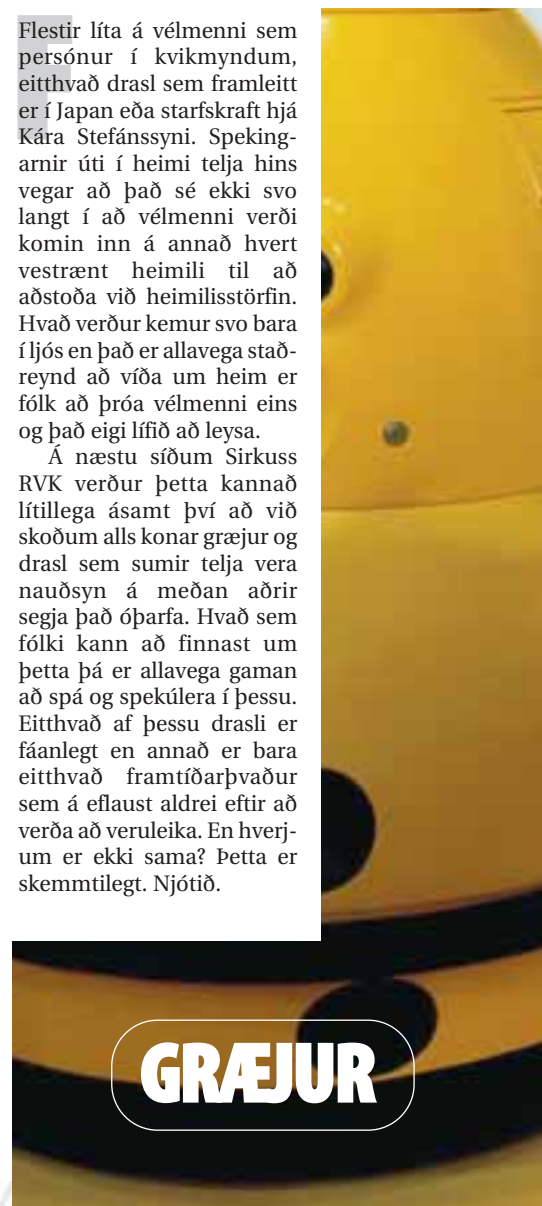 Flestir líta á vélmenni sem
persónur í kvikmyndum,
eitthvað drasl sem framleitt
er í Japan eða starfskraft hjá
Kára Stefánssyni. Speking-
arnir úti í heimi telja hins
vegar að það sé ekki svo
langt í að vélmenni verði
komin inn á annað hvert
vestrænt heimili til að
aðstoða við heimilisstörfin.
Hvað verður kemur svo bara
í ljós en það er allavega stað-
reynd að víða um heim er
fólk að þróa vélmenni eins
og það eigi lífið að leysa.
Á næstu síðum Sirkuss
RVK verður þetta kannað
lítillega ásamt því að við
skoðum alls konar græjur og
drasl sem sumir telja vera
nauðsyn á meðan aðrir
segja það óþarfa. Hvað sem
fólki kann að finnast um
þetta þá er allavega gaman
að spá og spekúlera í þessu.
Eitthvað af þessu drasli er
fáanlegt en annað er bara
eitthvað framtíðarþvaður
sem á eflaust aldrei eftir að
verða að veruleika. En hverj-
um er ekki sama? Þetta er
skemmtilegt. Njótið.
GRÆJUR